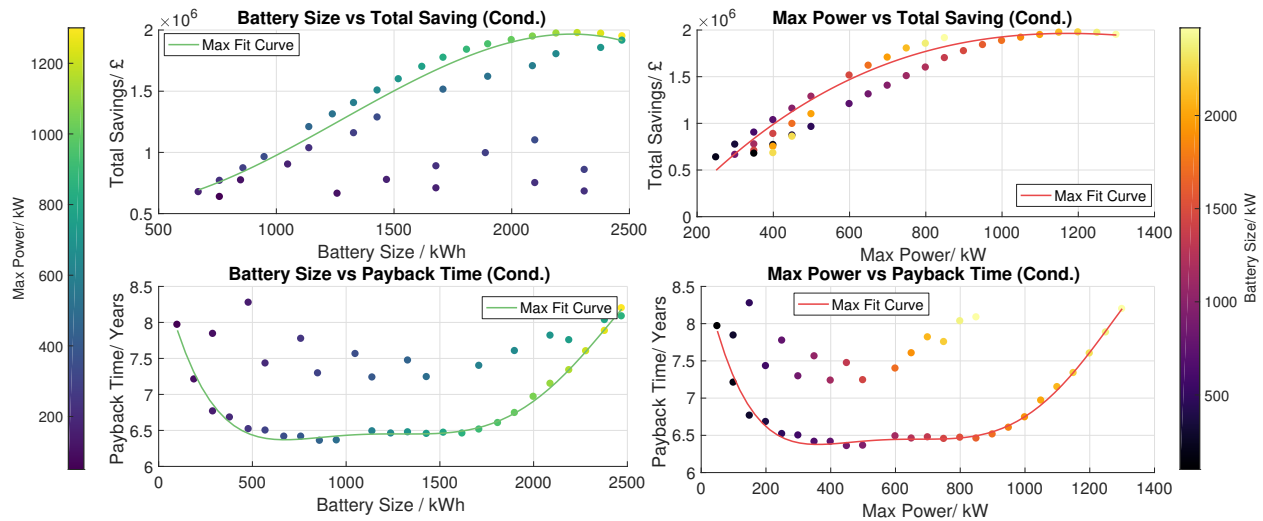 Battery Size vs Total Saving (Cond.)
×10⁶
2
1.5
1
0.5
Total Savings/ £
Max Fit Curve
500 1000 1500 2000 2500
Battery Size / kWh
Max Power vs Total Saving (Cond.)
×10⁶
2
1.5
1
0.5
0
Total Savings/ £
Max Fit Curve
200 400 600 800 1000 1200 1400
Max Power/ kW
1200
1000
800
600
400
200
Max Power/ kW
2000
1500
1000
500
Battery Size/ kW
Battery Size vs Payback Time (Cond.)
8.5
8
7.5
7
6.5
6
Payback Time/ Years
Max Fit Curve
0 500 1000 1500 2000 2500
Battery Size / kWh
Max Power vs Payback Time (Cond.)
8.5
8
7.5
7
6.5
6
Payback Time/ Years
Max Fit Curve
0 200 400 600 800 1000 1200 1400
Max Power/ kW